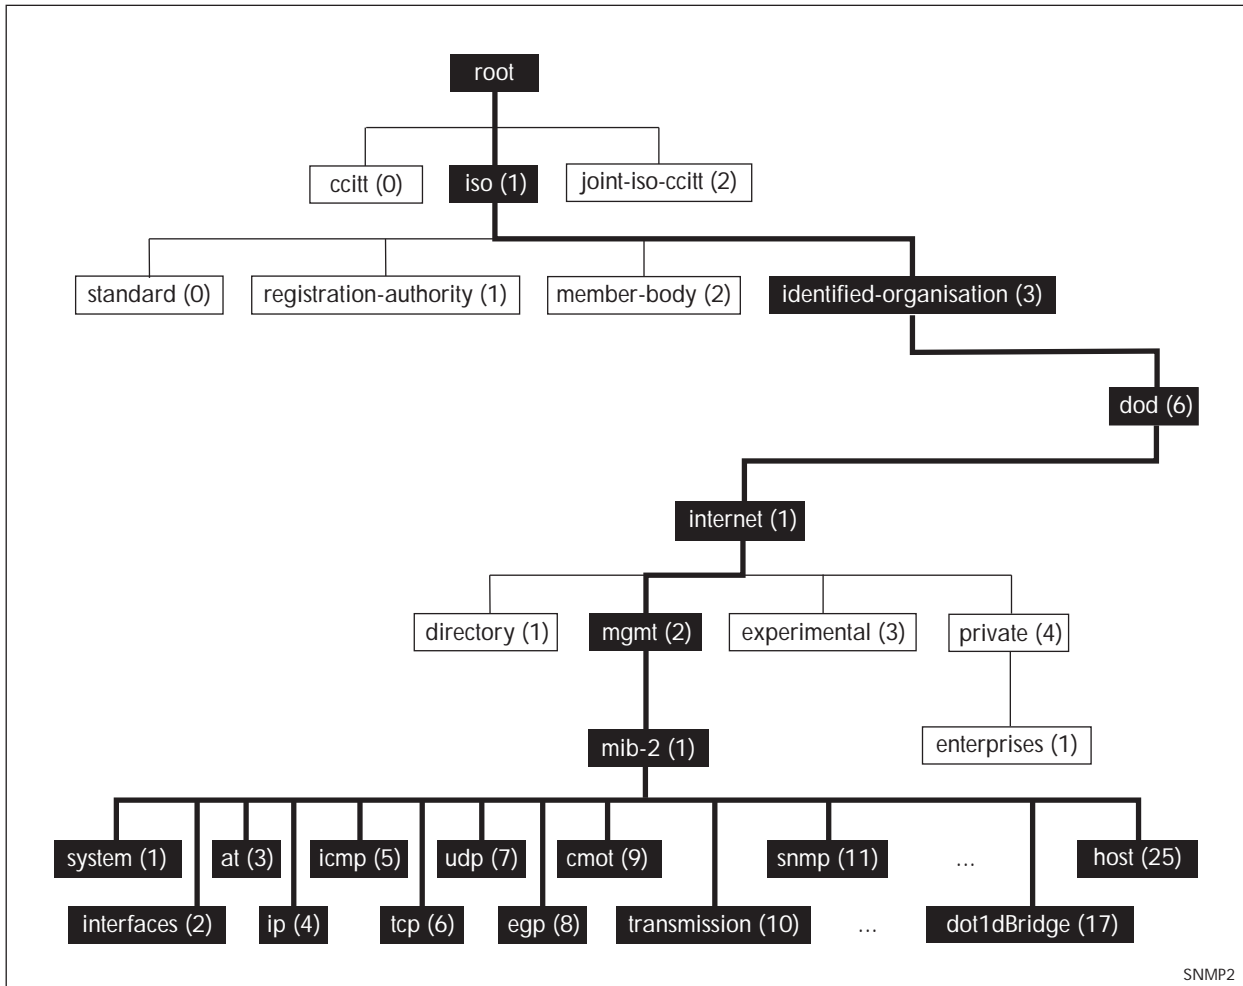 root
ccitt (0)
iso (1)
joint-iso-ccitt (2)
standard (0)
registration-authority (1)
member-body (2)
identified-organisation (3)
dod (6)
internet (1)
directory (1)
mgmt (2)
experimental (3)
private (4)
mib-2 (1)
enterprises (1)
system (1)
at (3)
icmp (5)
udp (7)
cmot (9)
snmp (11)
...
host (25)
interfaces (2)
ip (4)
tcp (6)
egp (8)
transmission (10)
...
dot1dBridge (17)
SNMP2